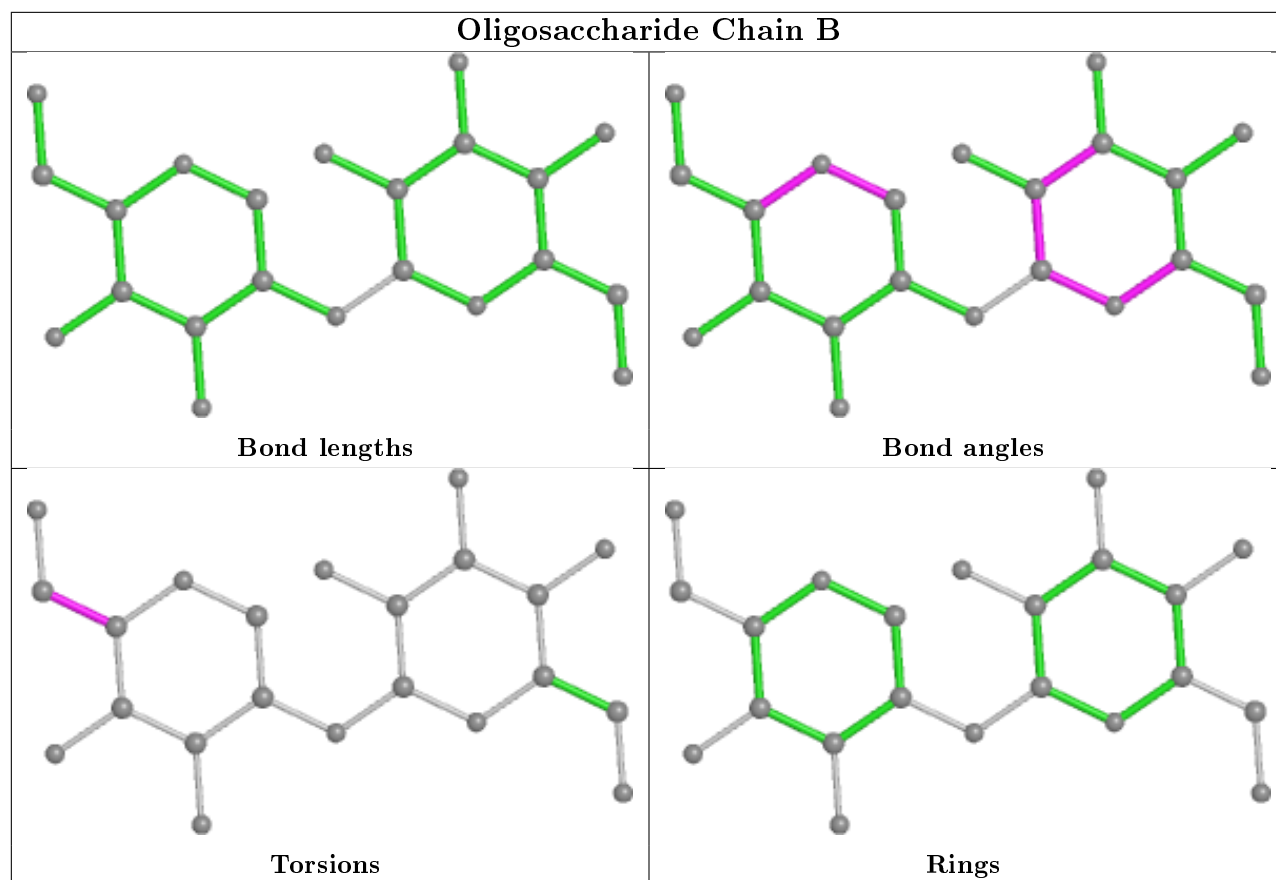 Oligosaccharide Chain B
Bond lengths
Bond angles
Torsions
Rings